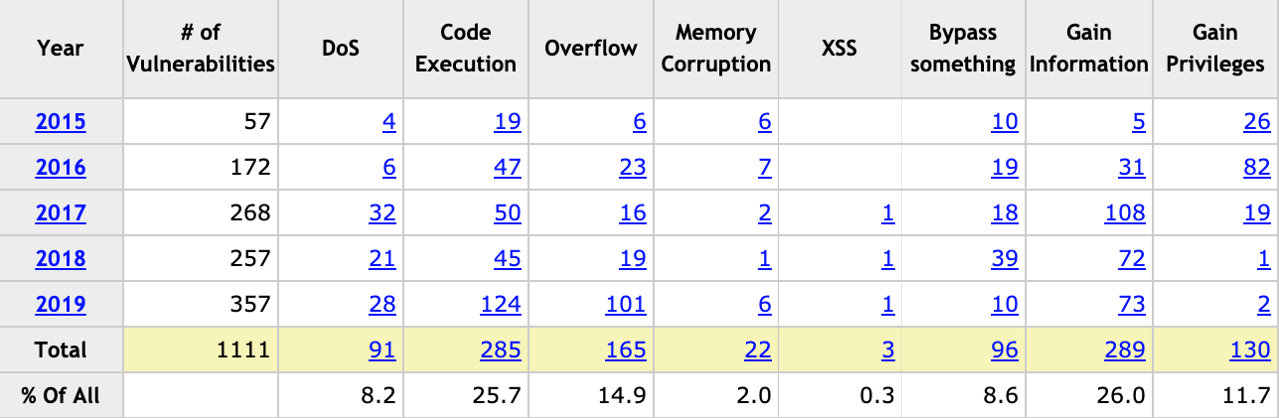 Year # of Vulnerabilities DoS Code Execution Overflow Memory Corruption XSS Bypass something Gain Information Gain Privileges
2015 57 4 19 6 6 10 5 26
2016 172 6 47 23 7 19 31 82
2017 268 32 50 16 2 1 18 108 19
2018 257 21 45 19 1 1 39 72 1
2019 357 28 124 101 6 1 10 73 2
Total 1111 91 285 165 22 3 96 289 130
% Of All 8.2 25.7 14.9 2.0 0.3 8.6 26.0 11.7